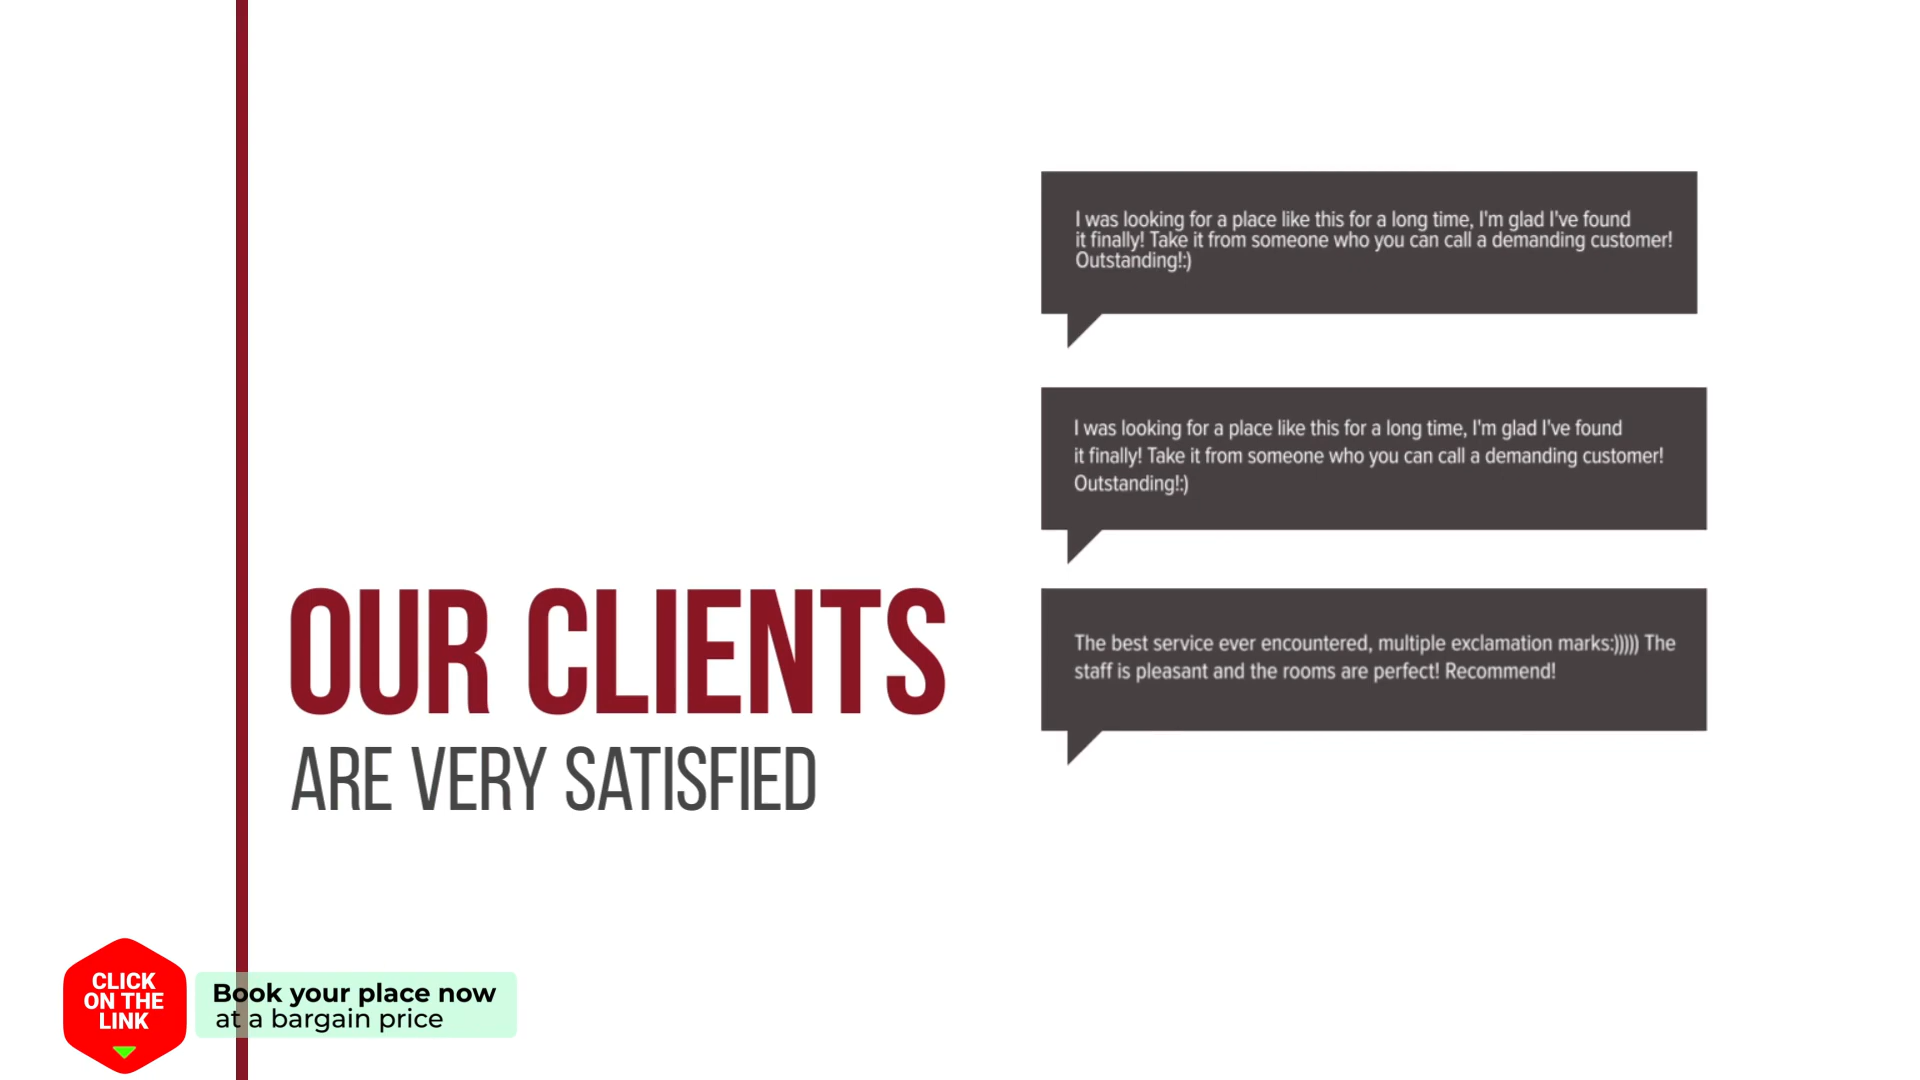 I was looking for a place like this for a long time, I'm glad I've found
it finally! Take it from someone who you can call a demanding customer!
Outstanding!:)
I was looking for a place like this for a long time, I'm glad I've found
it finally! Take it from someone who you can call a demanding customer!
Outstanding!:)
The best service ever encountered, multiple exclamation marks:))))) The
staff is pleasant and the rooms are perfect! Recommend!
OUR CLIENTS
ARE VERY SATISFIED
CLICK
ON THE
LINK
Book your place now
at a bargain price